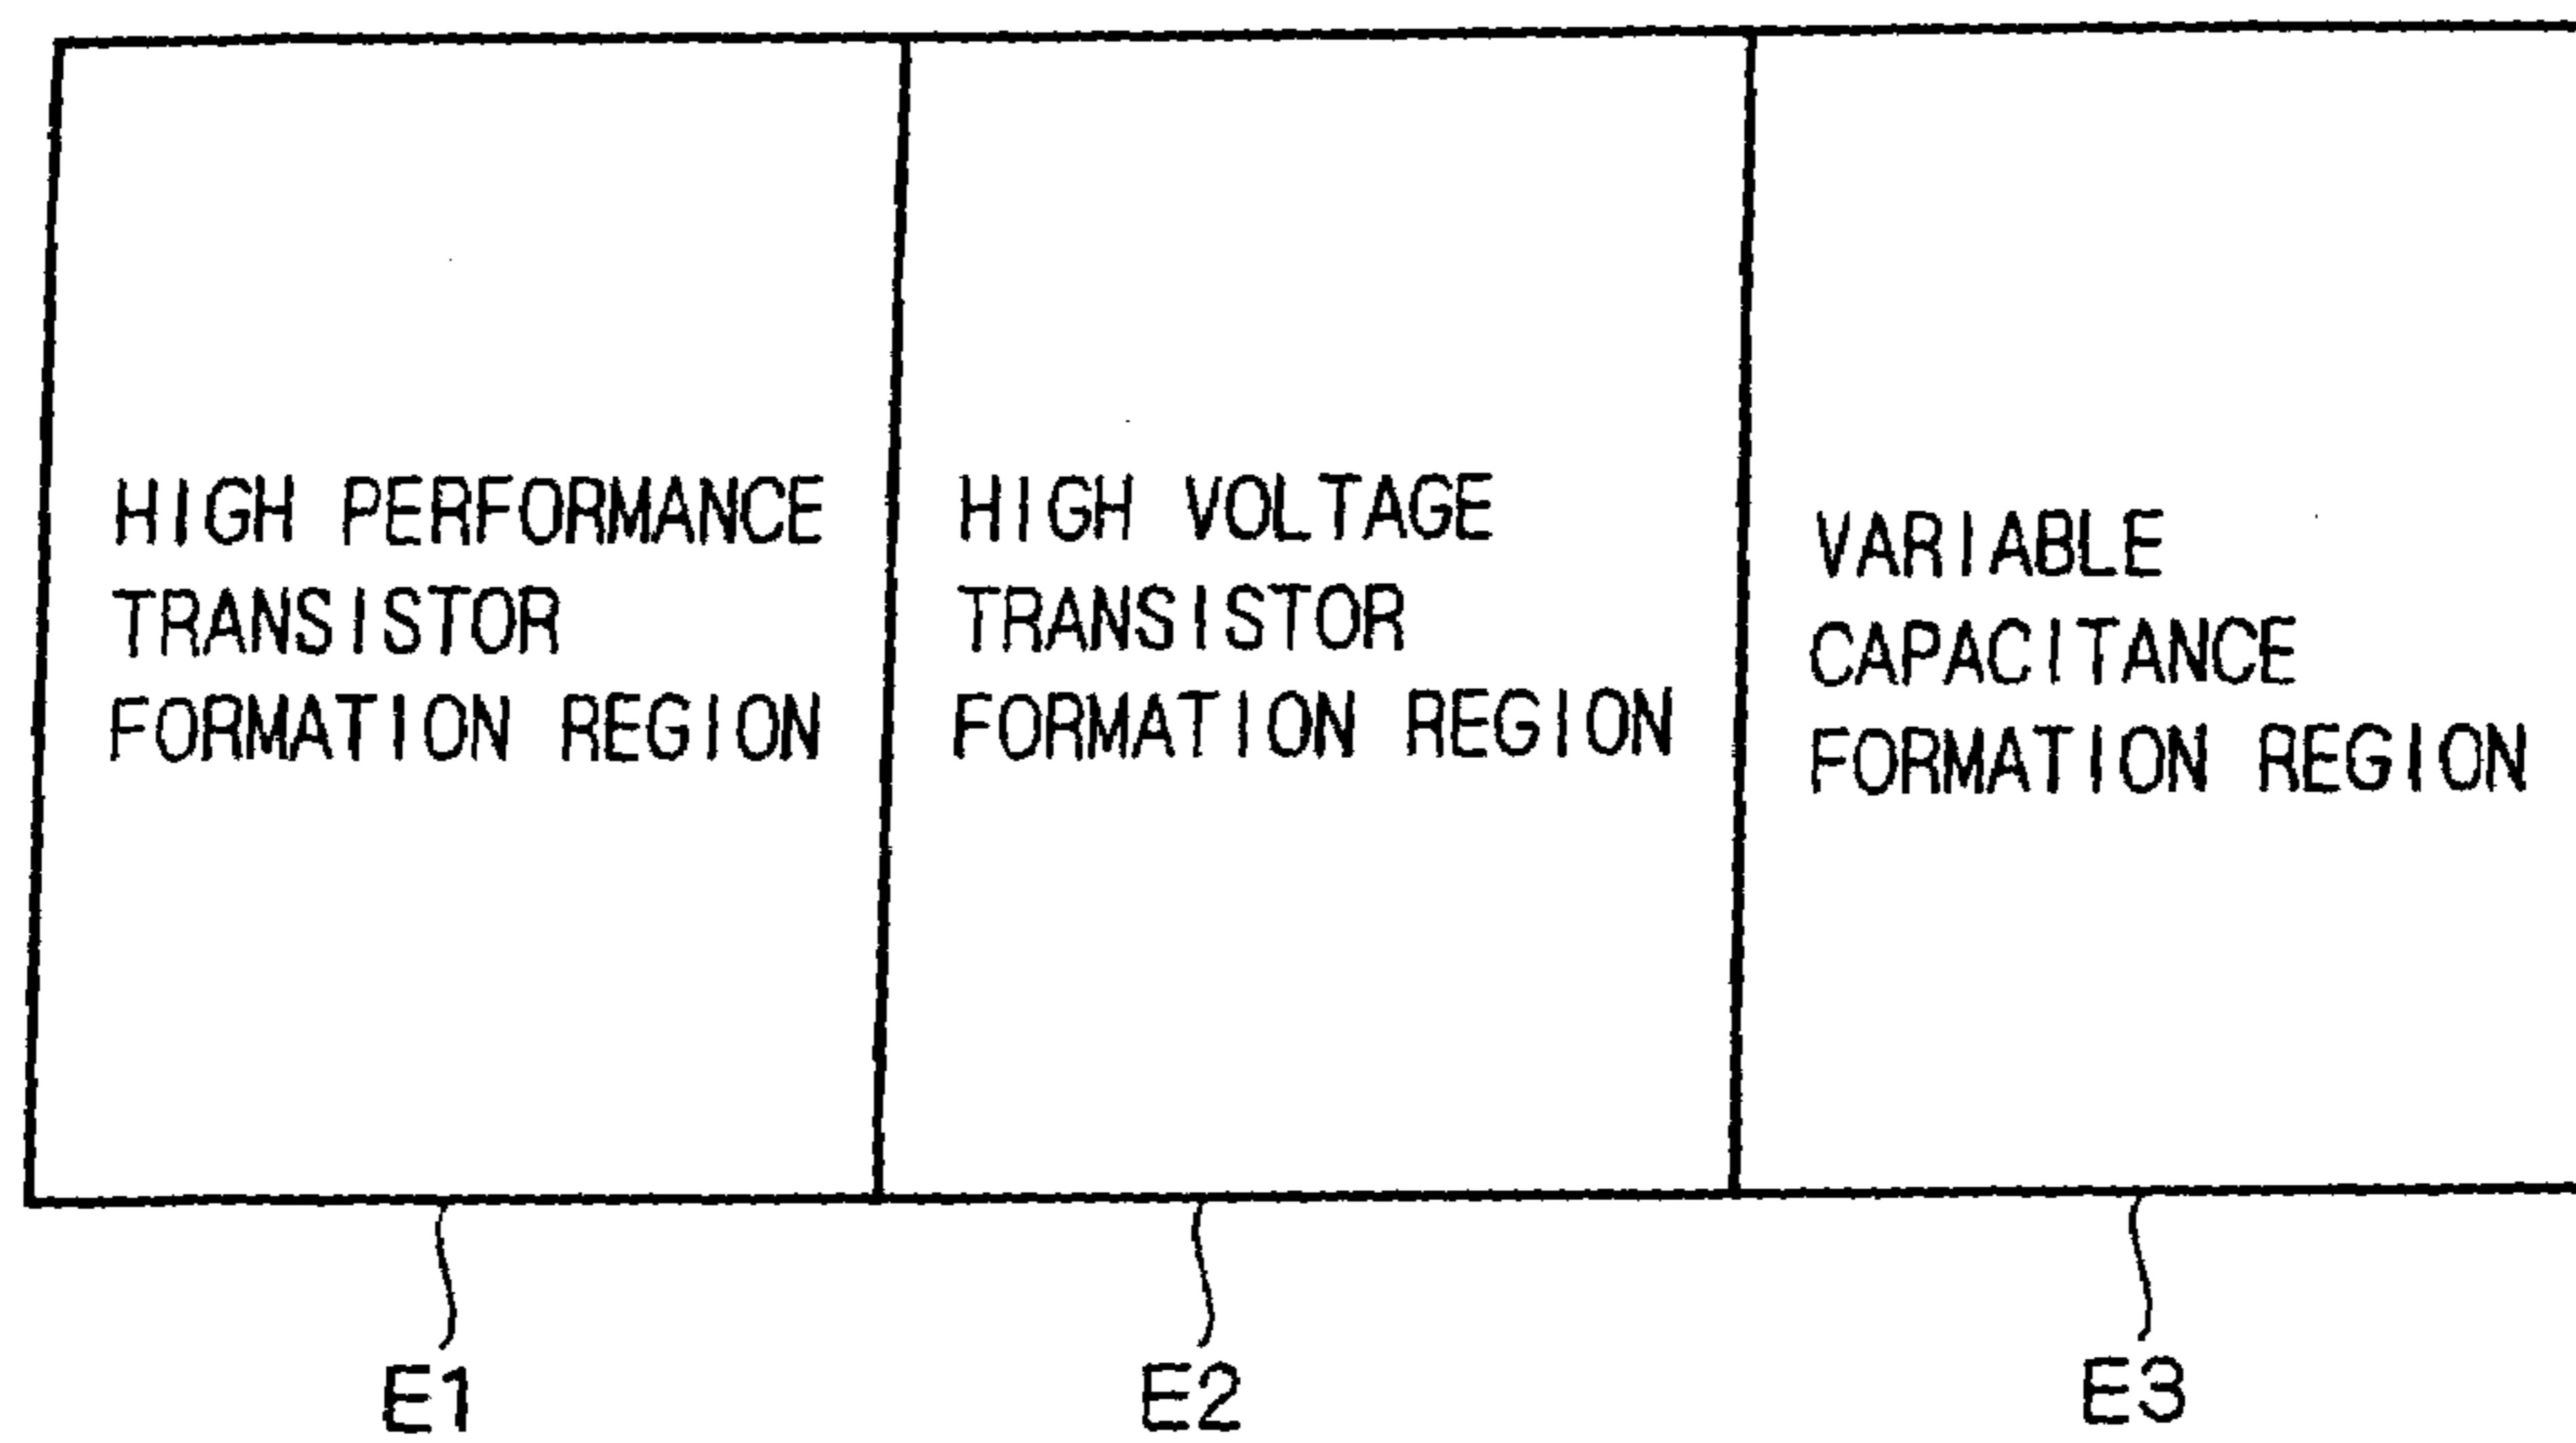 HIGH PERFORMANCE
TRANSISTOR
FORMATION REGION
HIGH VOLTAGE
TRANSISTOR
FORMATION REGION
VARIABLE
CAPACITANCE
FORMATION REGION
E1
E2
E3